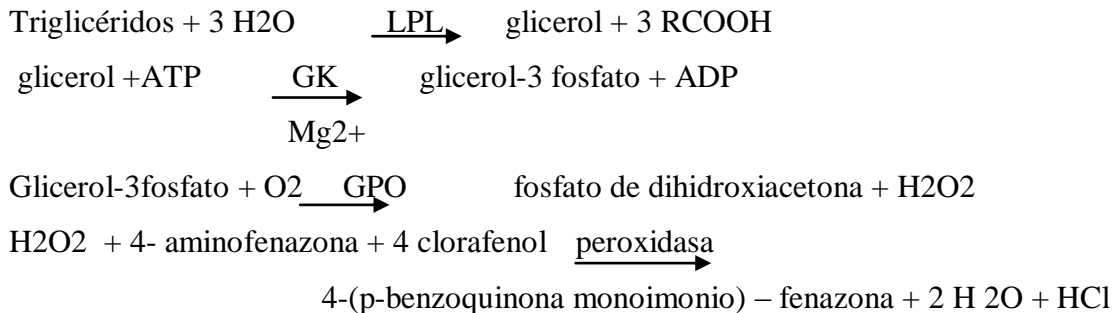 Triglicéridos + 3 H2O LPL glicerol + 3 RCOOH
glicerol +ATP GK glicerol-3 fosfato + ADP
Mg2+
Glicerol-3fosfato + O2 GPO fosfato de dihidroxiacetona + H2O2
H2O2 + 4- aminofenazona + 4 clorafenol peroxidasa
4-(p-benzoquinona monoimonio) – fenazona + 2 H 2O + HCl